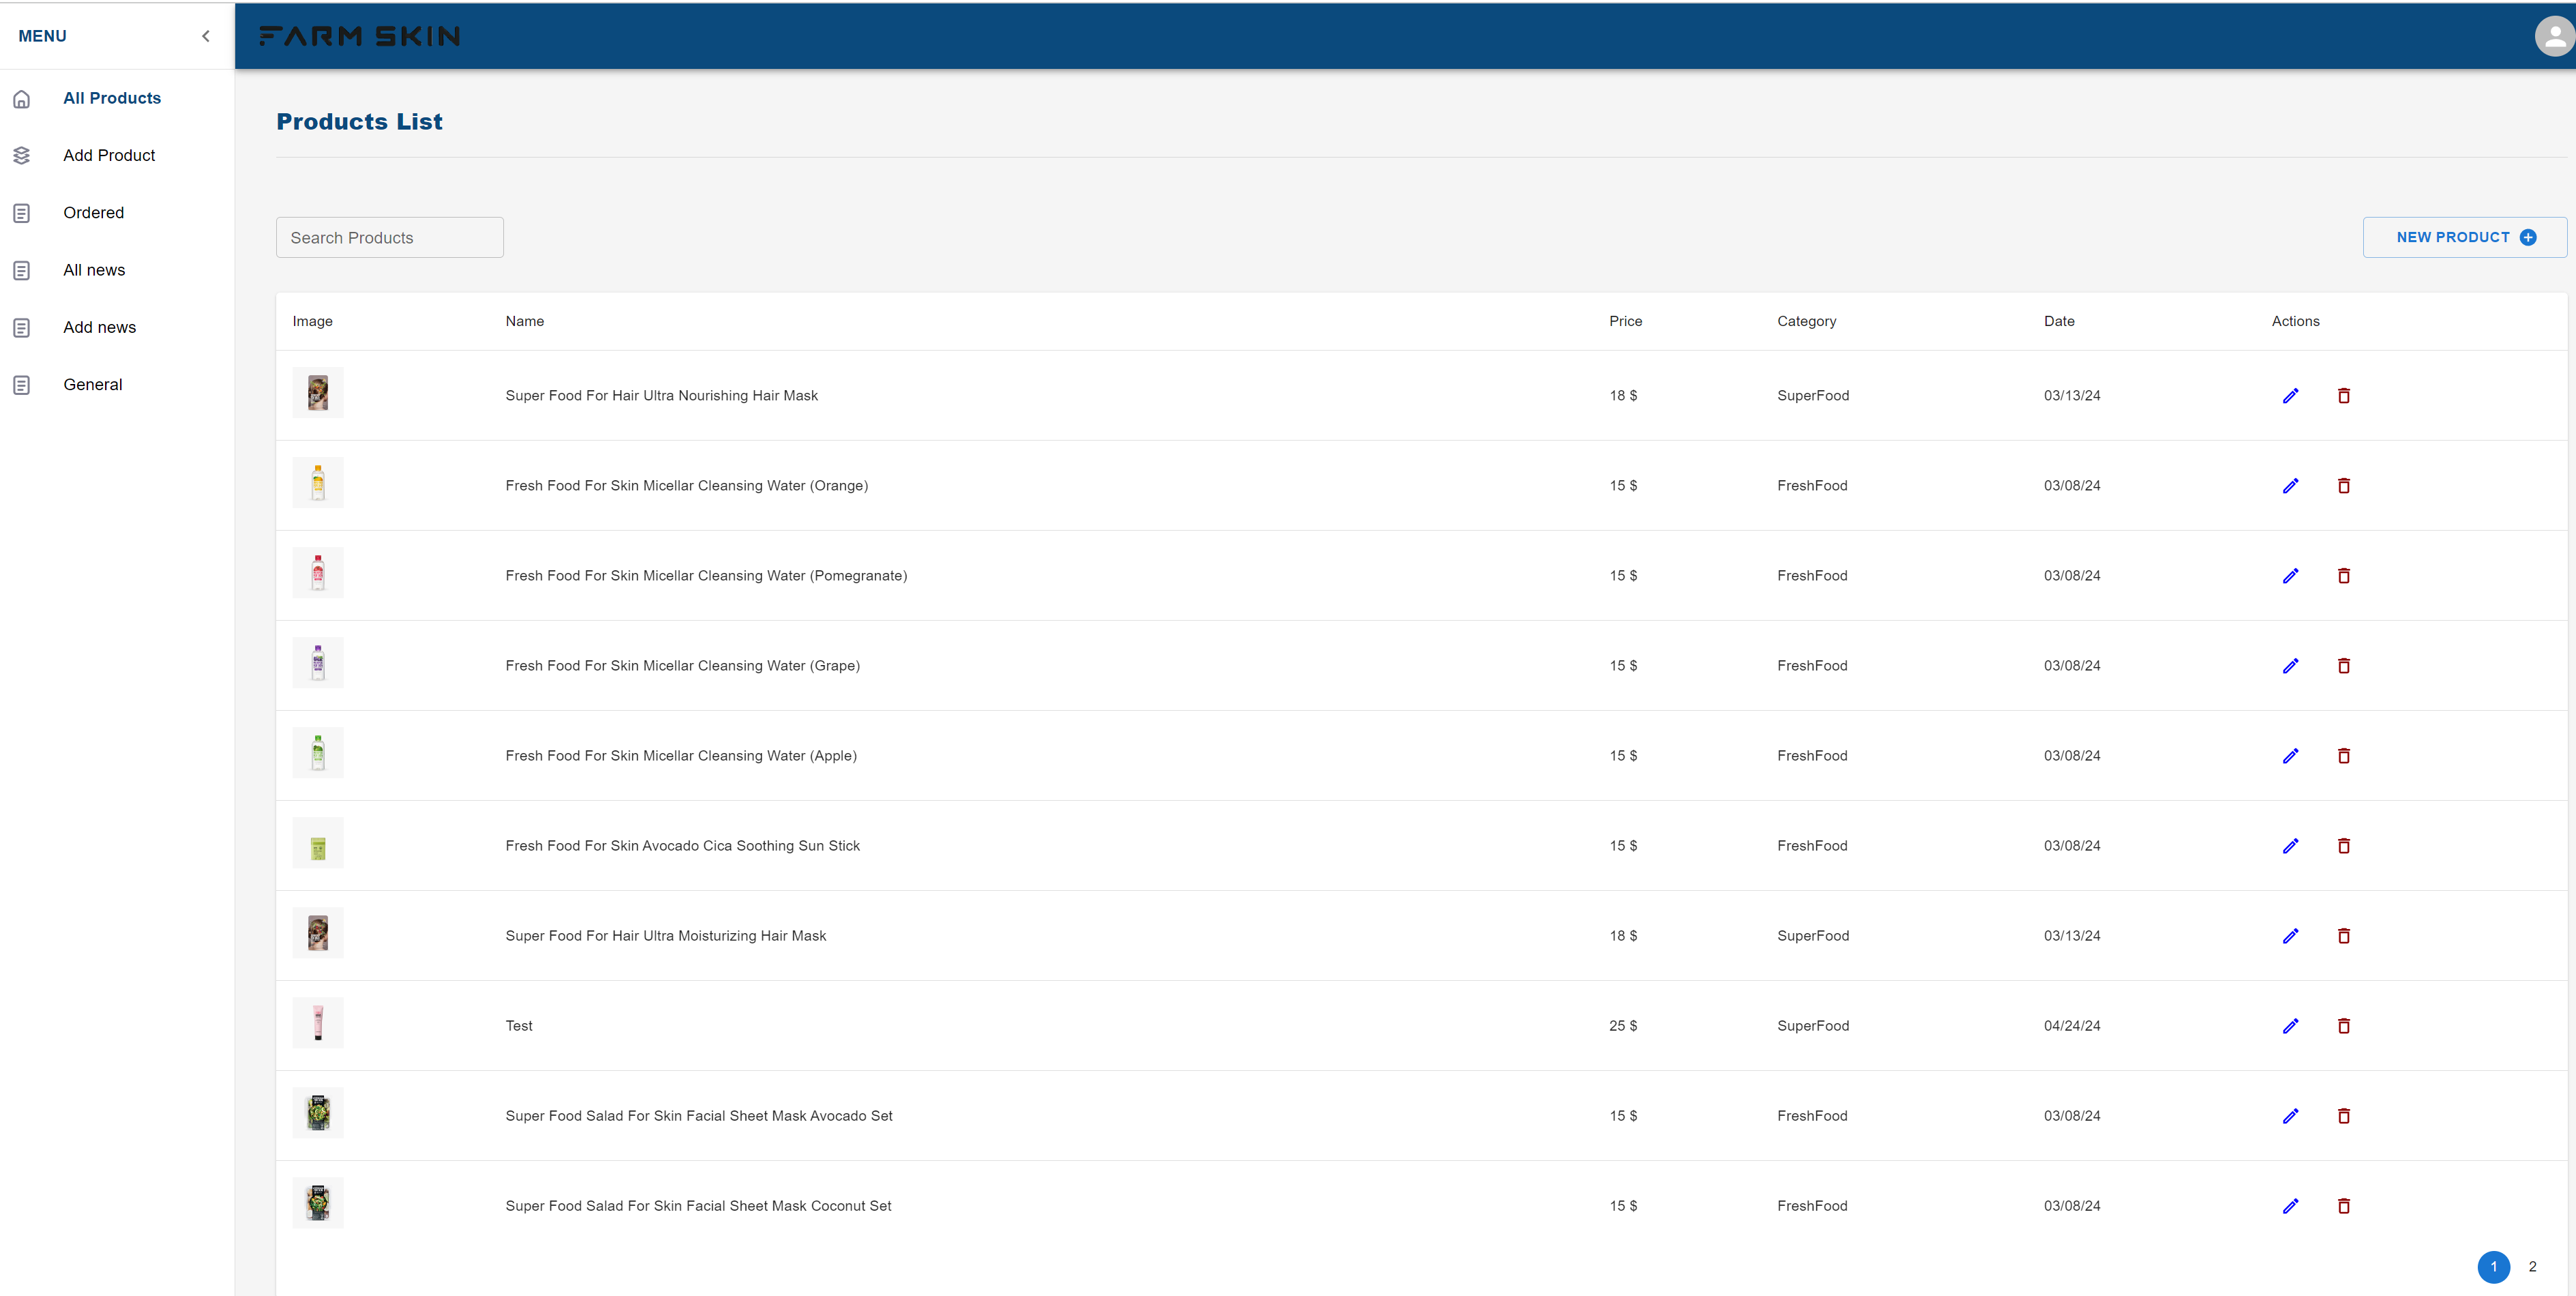 MENU
FARM SKIN
All Products
Add Product
Ordered
All news
Add news
General
Products List
Search Products
NEW PRODUCT
Image Name Price Category Date Actions
Super Food For Hair Ultra Nourishing Hair Mask 18 $ SuperFood 03/13/24
Fresh Food For Skin Micellar Cleansing Water (Orange) 15 $ FreshFood 03/08/24
Fresh Food For Skin Micellar Cleansing Water (Pomegranate) 15 $ FreshFood 03/08/24
Fresh Food For Skin Micellar Cleansing Water (Grape) 15 $ FreshFood 03/08/24
Fresh Food For Skin Micellar Cleansing Water (Apple) 15 $ FreshFood 03/08/24
Fresh Food For Skin Avocado Cica Soothing Sun Stick 15 $ FreshFood 03/08/24
Super Food For Hair Ultra Moisturizing Hair Mask 18 $ SuperFood 03/13/24
Test 25 $ SuperFood 04/24/24
Super Food Salad For Skin Facial Sheet Mask Avocado Set 15 $ FreshFood 03/08/24
Super Food Salad For Skin Facial Sheet Mask Coconut Set 15 $ FreshFood 03/08/24
1 2